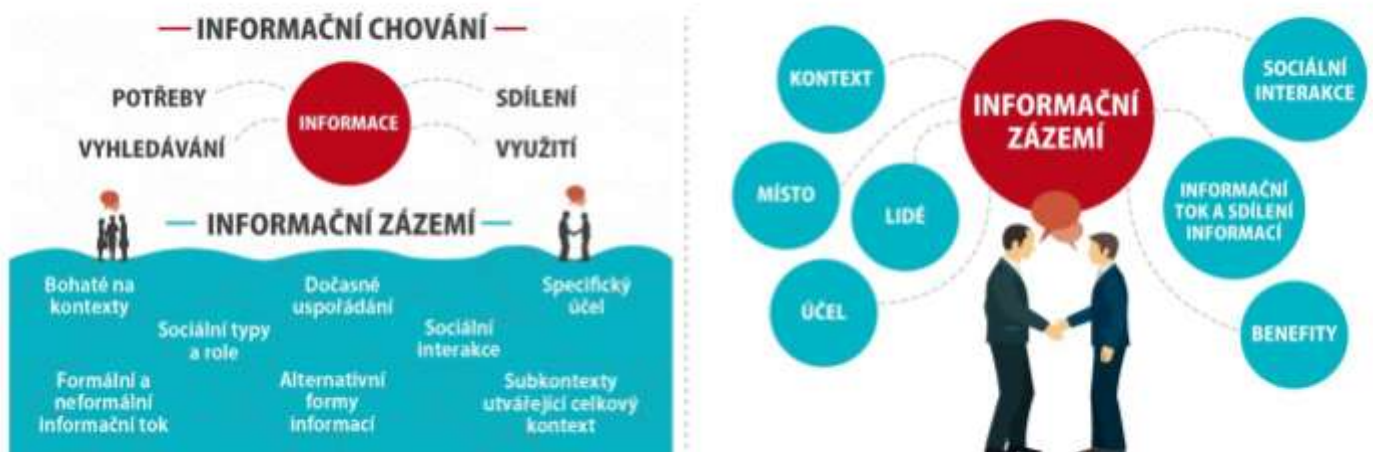 INFORMAČNÍ CHOVÁNÍ
POTŘEBY
VYHLEDÁVÁNÍ
INFORMACE
SDÍLENÍ
VYUŽITÍ
INFORMAČNÍ ZÁZEMÍ
Bohaté na
kontexty
Dočasné
uspořádání
Specifický
účel
Sociální typy
a role
Sociální
interakce
Formální a
neformální
informační tok
Alternativní
formy
informací
Subkontexty
utvářející celkový
kontext
INFORMAČNÍ
ZÁZEMÍ
KONTEXT
MÍSTO
LIDÉ
ÚČEL
SOCIÁLNÍ
INTERAKCE
INFORMAČNÍ
TOK A SDÍLENÍ
INFORMACÍ
BENEFITY